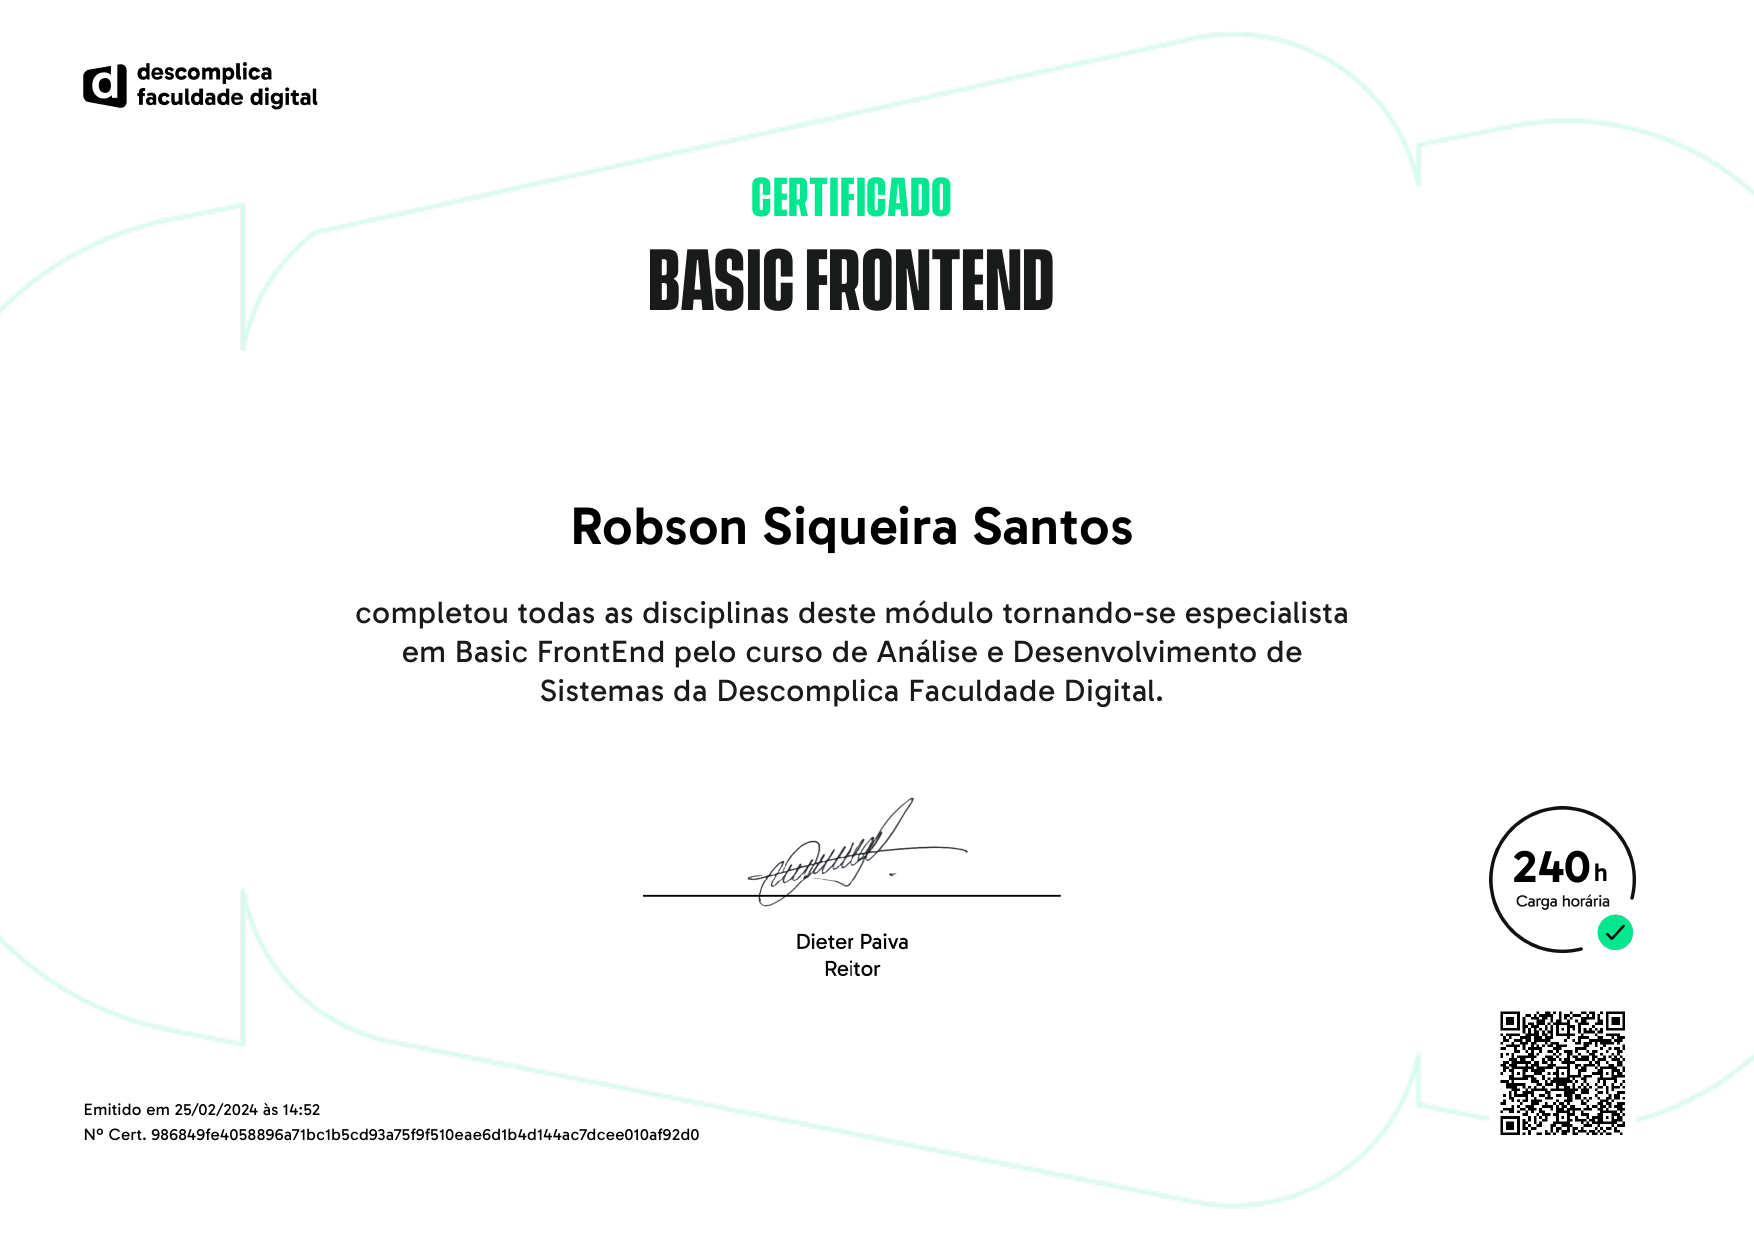 descomplica
faculdade digital
CERTIFICADO
BASIC FRONTEND
Robson Siqueira Santos
completou todas as disciplinas deste módulo tornando-se especialista
em Basic FrontEnd pelo curso de Análise e Desenvolvimento de
Sistemas da Descomplica Faculdade Digital.
240h
Carga horária
Dieter Paiva
Reitor
Emitido em 25/02/2024 às 14:52
Nº Cert. 986849fe4058896a71bc1b5cd93a75f9f510eae6d1b4d144ac7dcee010af92d0